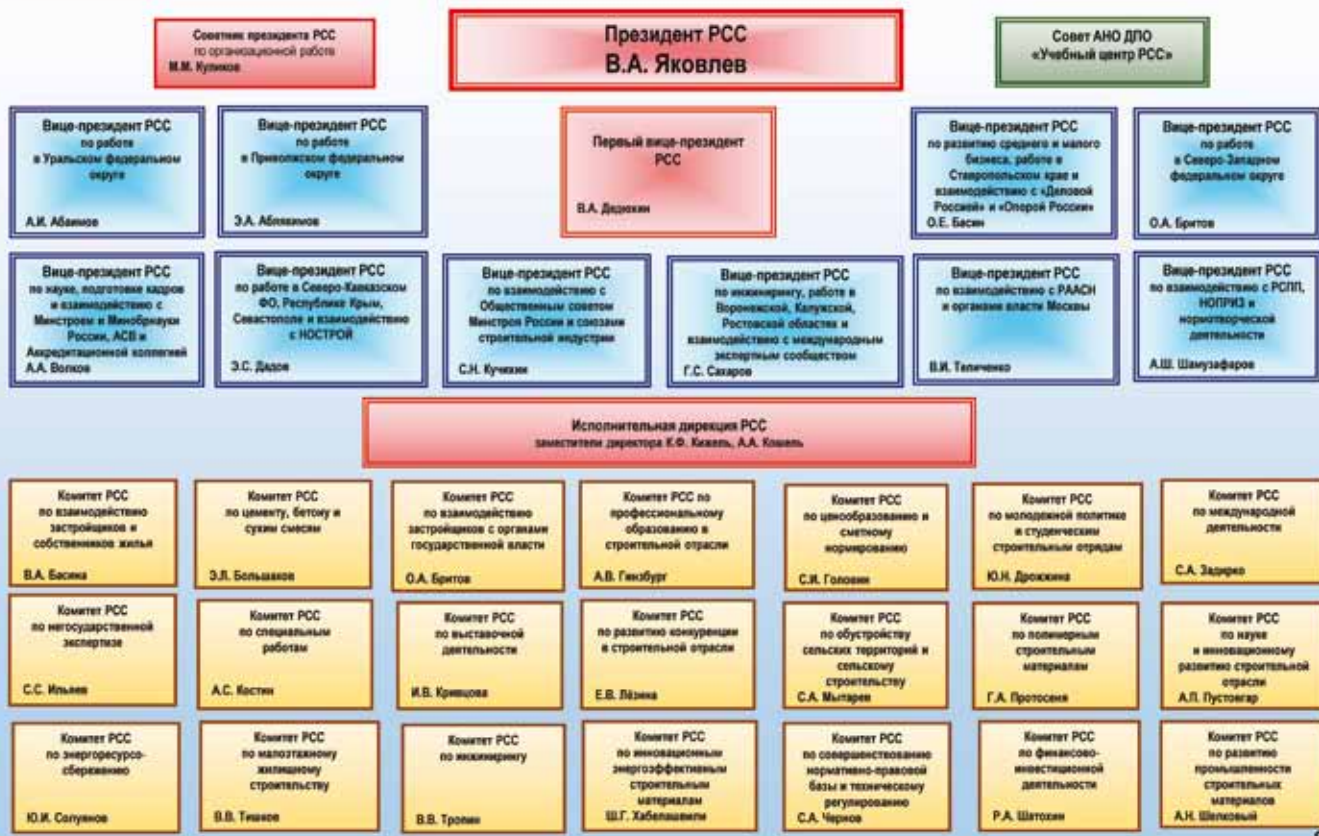 Советник президента РСС
по организационной работе
М.М. Куликов
Президент РСС
В.А. Яковлев
Совет АНО ДПО
«Учебный центр РСС»
Вице-президент РСС
по работе
в Уральском федеральном
округе
А.И. Абаимов
Вице-президент РСС
по работе
в Приволжском федеральном
округе
Э.А. Аблякимов
Первый вице-президент
РСС
В.А. Дедюхин
Вице-президент РСС
по развитию среднего и малого
бизнеса, работе в
Ставропольском крае и
взаимодействию с «Деловой
Россией» и «Опорой России»
О.Е. Басин
Вице-президент РСС
по работе
в Северо-Западном
федеральном округе
О.А. Бритов
Вице-президент РСС
по науке, подготовке кадров
и взаимодействию с
Минстроем и Минобрнауки
России, АСВ и
Аккредитационной коллегией
А.А. Волков
Вице-президент РСС
по работе в Северо-Кавказском
ФО, Республике Крым,
Севастополе и взаимодействию
с НОСТРОЙ
Э.С. Дадов
Вице-президент РСС
по взаимодействию с
Общественным советом
Минстроя России и союзами
строительной индустрии
С.Н. Кучихин
Вице-президент РСС
по инжинирингу, работе в
Воронежской, Калужской,
Ростовской областях и
взаимодействию с международным
экспертным сообществом
Г.С. Сахаров
Вице-президент РСС
по взаимодействию с РААСН
и органами власти Москвы
В.И. Теличенко
Вице-президент РСС
по взаимодействию с РСПП,
НОПРИЗ и
нормотворческой
деятельности
А.Ш. Шамузафаров
Исполнительная дирекция РСС
заместители директора К.Ф. Кижель, А.А. Кошель
Комитет РСС
по взаимодействию
застройщиков и
собственников жилья
В.А. Басина
Комитет РСС
по цементу, бетону и
сухим смесям
Э.Л. Большаков
Комитет РСС
по взаимодействию
застройщиков с органами
государственной власти
О.А. Бритов
Комитет РСС по
профессиональному
образованию в
строительной отрасли
А.В. Гинзбург
Комитет РСС
по ценообразованию и
сметному
нормированию
С.И. Головин
Комитет РСС
по молодежной политике
и студенческим
строительным отрядам
Ю.Н. Дрожжина
Комитет РСС
по международной
деятельности
С.А. Задирко
Комитет РСС
по негосударственной
экспертизе
С.С. Ильяев
Комитет РСС
по специальным
работам
А.С. Костин
Комитет РСС
по выставочной
деятельности
И.В. Кривцова
Комитет РСС
по развитию конкуренции
в строительной отрасли
Е.В. Лёзина
Комитет РСС
по обустройству
сельских территорий и
сельскому
строительству
С.А. Мытарев
Комитет РСС
по полимерным
строительным
материалам
Г.А. Протосеня
Комитет РСС
по науке
и инновационному
развитию строительной
отрасли
А.П. Пустовгар
Комитет РСС
по энергоресурсо-
сбережению
Ю.И. Солуянов
Комитет РСС
по малоэтажному
жилищному
строительству
В.В. Тишков
Комитет РСС
по инжинирингу
В.В. Тропин
Комитет РСС
по инновационным
энергоэффективным
строительным
материалам
Ш.Г. Хабелашвили
Комитет РСС
по совершенствованию
нормативно-правовой
базы и техническому
регулированию
С.А. Чернов
Комитет РСС
по финансово-
инвестиционной
деятельности
Р.А. Шатохин
Комитет РСС
по развитию
промышленности
строительных
материалов
А.Н. Шелковый